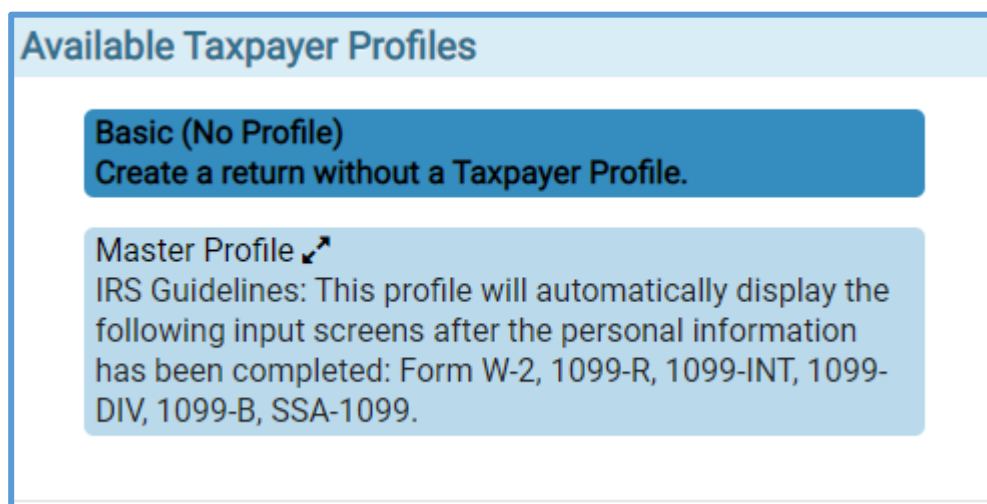 Available Taxpayer Profiles
Basic (No Profile)
Create a return without a Taxpayer Profile.
Master Profile
IRS Guidelines: This profile will automatically display the
following input screens after the personal information
has been completed: Form W-2, 1099-R, 1099-INT, 1099-
DIV, 1099-B, SSA-1099.